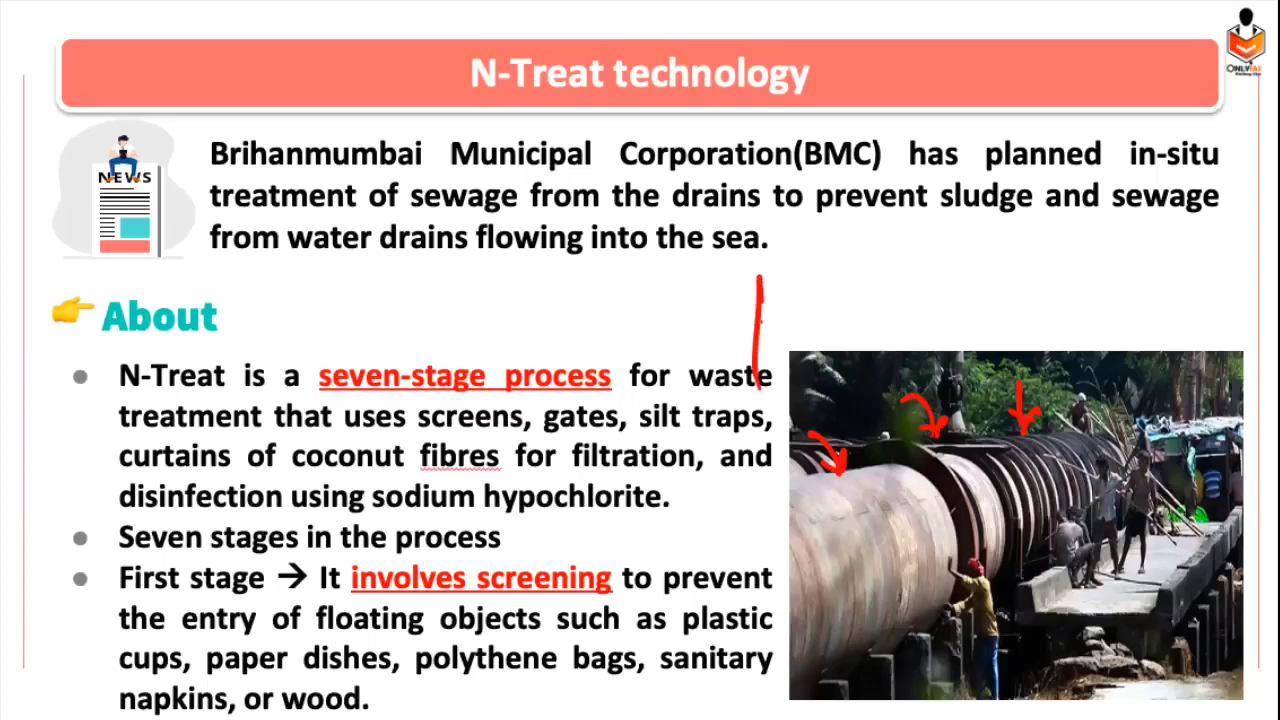 N-Treat technology
ONLYIAS
NEWS
Brihanmumbai Municipal Corporation(BMC) has planned in-situ
treatment of sewage from the drains to prevent sludge and sewage
from water drains flowing into the sea.
👉 About
● N-Treat is a seven-stage process for waste
treatment that uses screens, gates, silt traps,
curtains of coconut fibres for filtration, and
disinfection using sodium hypochlorite.
● Seven stages in the process
● First stage → It involves screening to prevent
the entry of floating objects such as plastic
cups, paper dishes, polythene bags, sanitary
napkins, or wood.